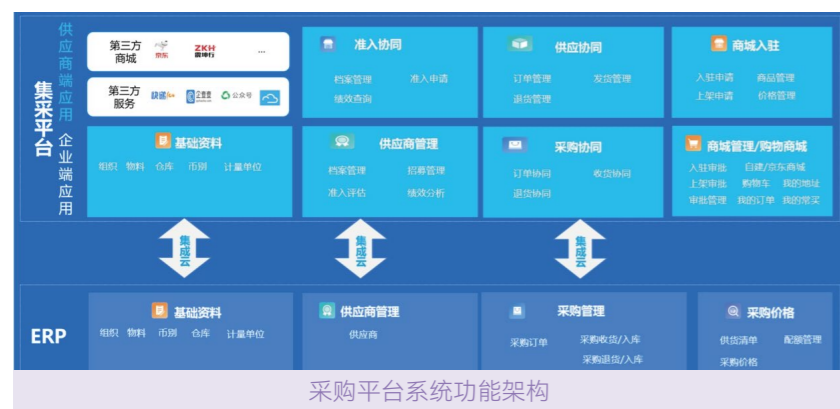 集采平台
供应商端应用
第三方
商城
京东
ZKH
震坤行
...
第三方
服务
公众号
准入协同
档案管理 准入申请
绩效查询
供应协同
订单管理 发货管理
退货管理
商城入驻
入驻申请 商品管理
上架申请 价格管理
企业端应用
基础资料
组织 物料 仓库 币别 计量单位
供应商管理
档案管理 招募管理
准入评估 绩效分析
采购协同
订单协同 收货协同
退货协同
商城管理/购物商城
入驻审批 自建/京东商城
上架审批 购物车 我的地址
审批管理 我的订单 我的常买
集成云
集成云
集成云
ERP
基础资料
组织 物料 币别 仓库 计量单位
供应商管理
供应商
采购管理
采购订单 采购收货/入库
采购退货/入库
采购价格
供货清单 配额管理
采购价格
采购平台系统功能架构